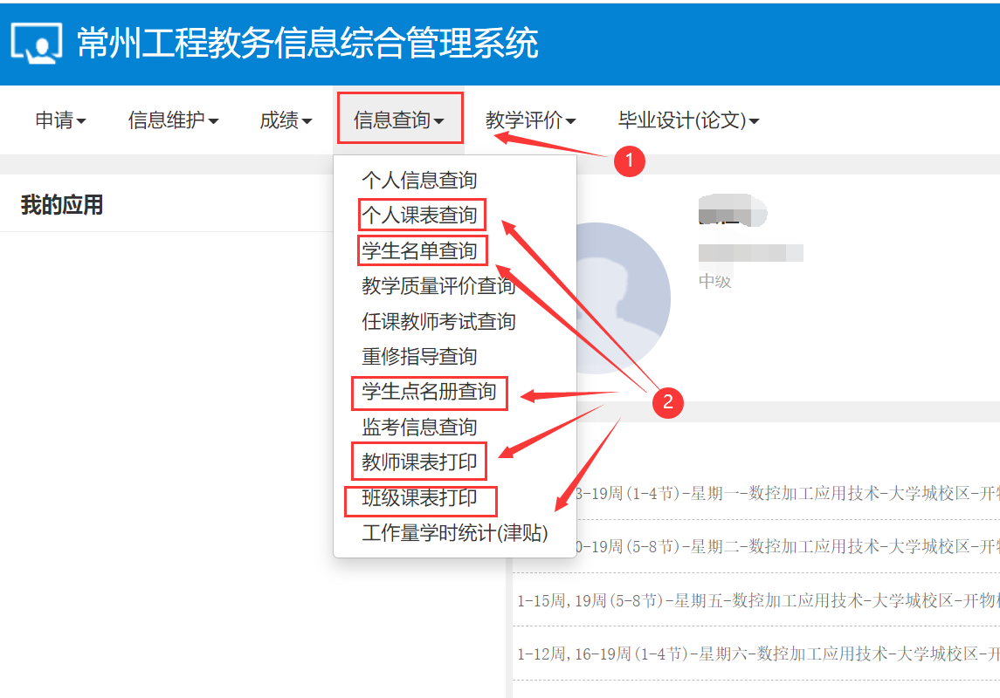 常州工程教务信息综合管理系统
申请 信息维护 成绩 信息查询 教学评价 毕业设计(论文)
1
个人信息查询
我的应用
个人课表查询
学生名单查询
中级
教学质量评价查询
任课教师考试查询
重修指导查询
学生点名册查询
2
监考信息查询
教师课表打印
班级课表打印
3-19周(1-4节)-星期一-数控加工应用技术-大学城校区-开物
工作量学时统计(津贴)
0-19周(5-8节)-星期二-数控加工应用技术-大学城校区-开物
1-15周,19周(5-8节)-星期五-数控加工应用技术-大学城校区-开物
1-12周,16-19周(1-4节)-星期六-数控加工应用技术-大学城校区-开